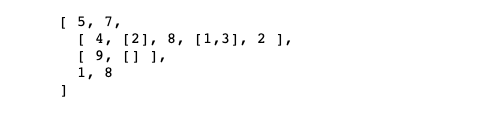 [ 5, 7,
[ 4, [2], 8, [1,3], 2 ],
[ 9, [] ],
1, 8
]